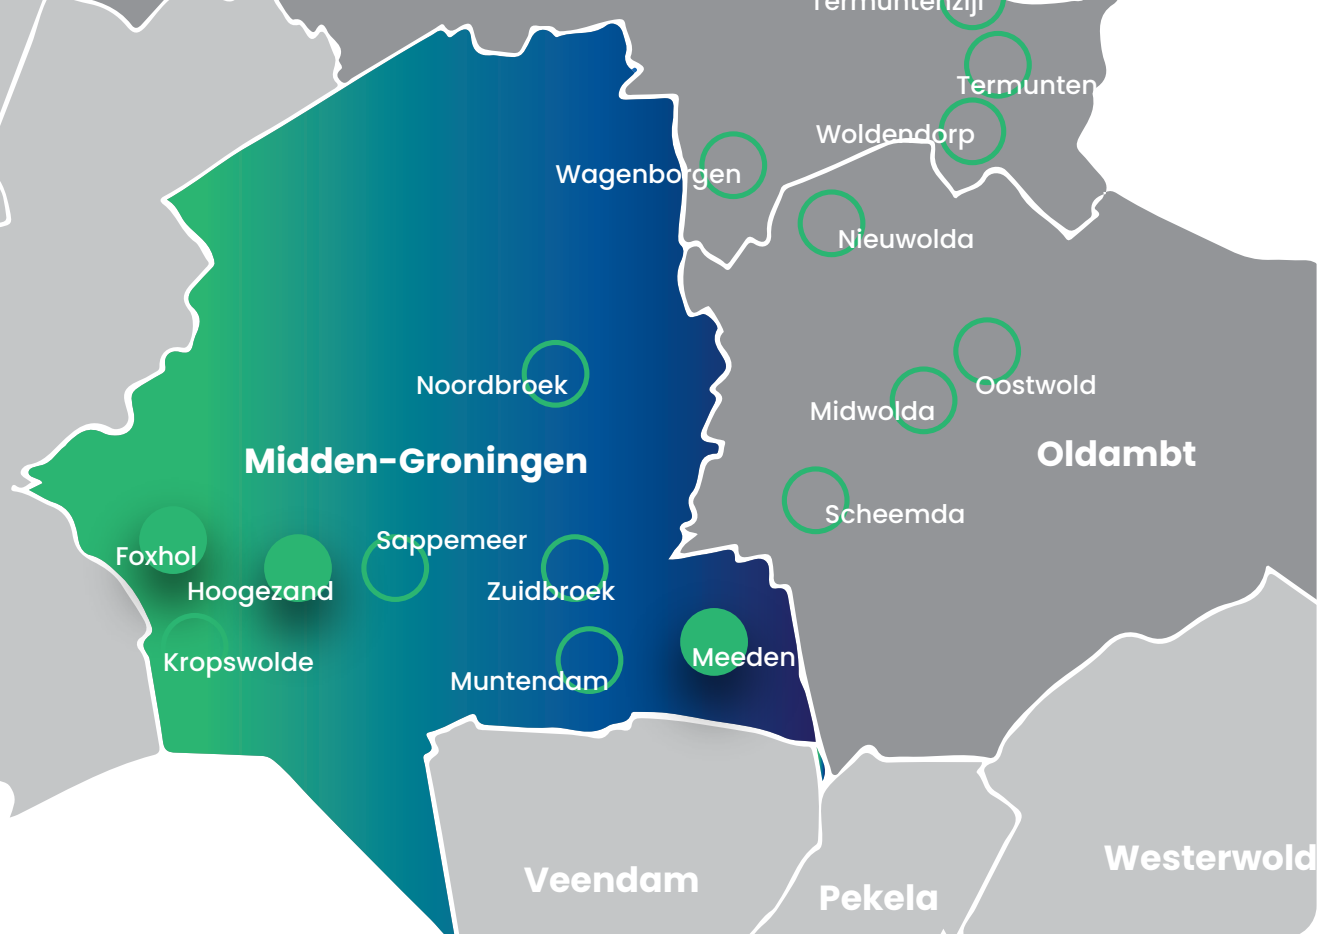 Termuntenzijl
Termunten
Woldendorp
Wagenborgen
Nieuwolda
Noordbroek
Oostwold
Midwolda
Midden-Groningen
Oldambt
Scheemda
Sappemeer
Foxhol
Hoogezand
Zuidbroek
Kropswolde
Meeden
Muntendam
Veendam
Pekela
Westerwold